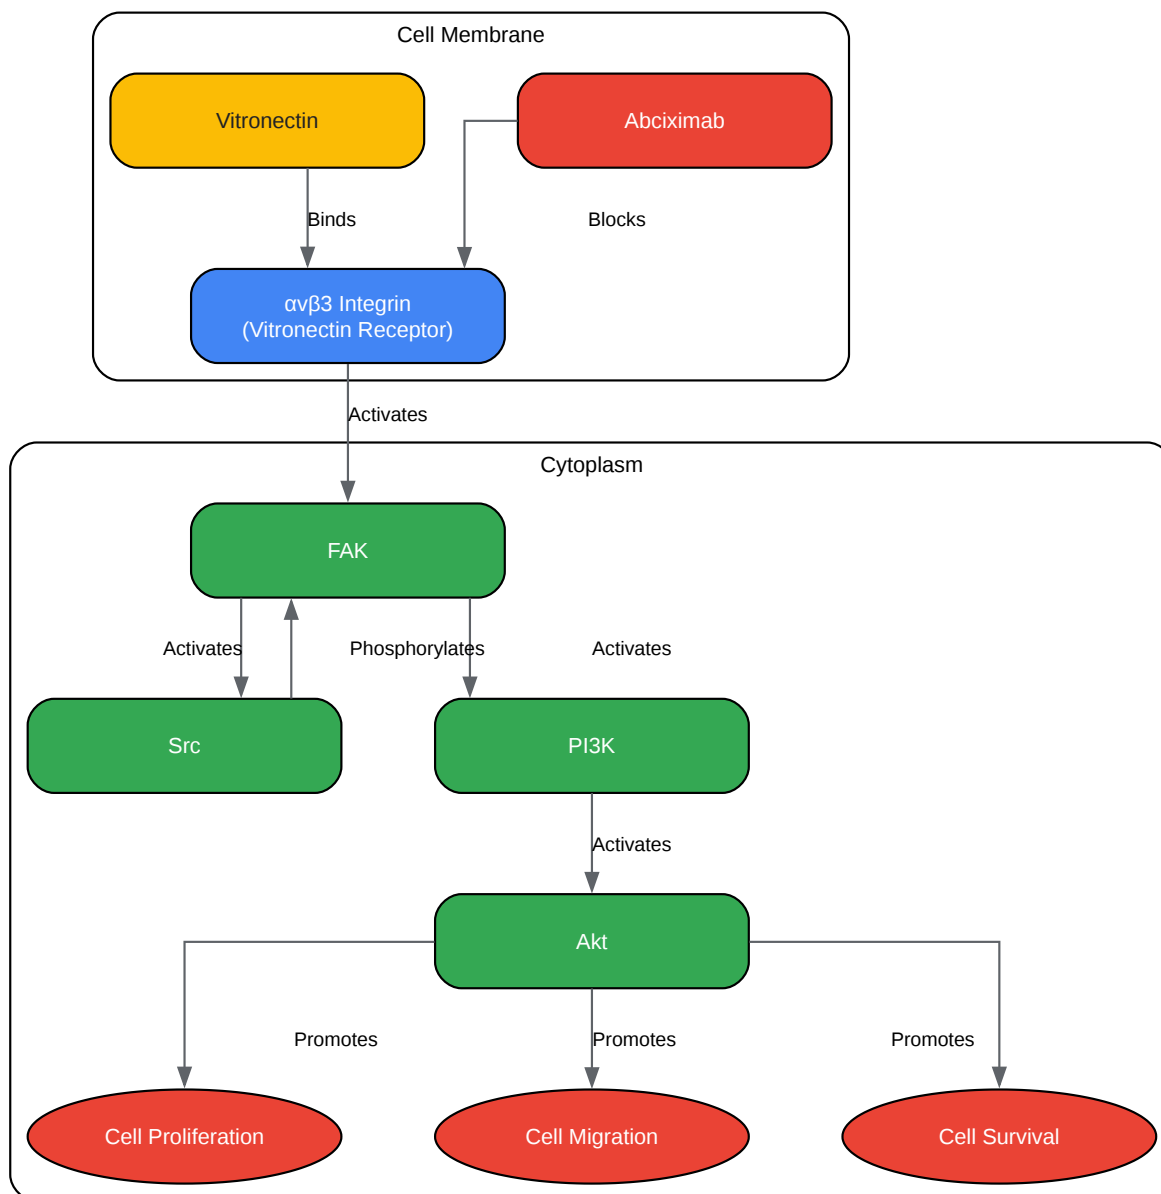 Cell Membrane
Vitronectin
Abciximab
Binds
Blocks
αvβ3 Integrin
(Vitronectin Receptor)
Activates
Cytoplasm
FAK
Activates
Phosphorylates
Activates
Src
PI3K
Activates
Akt
Promotes
Promotes
Promotes
Cell Proliferation
Cell Migration
Cell Survival